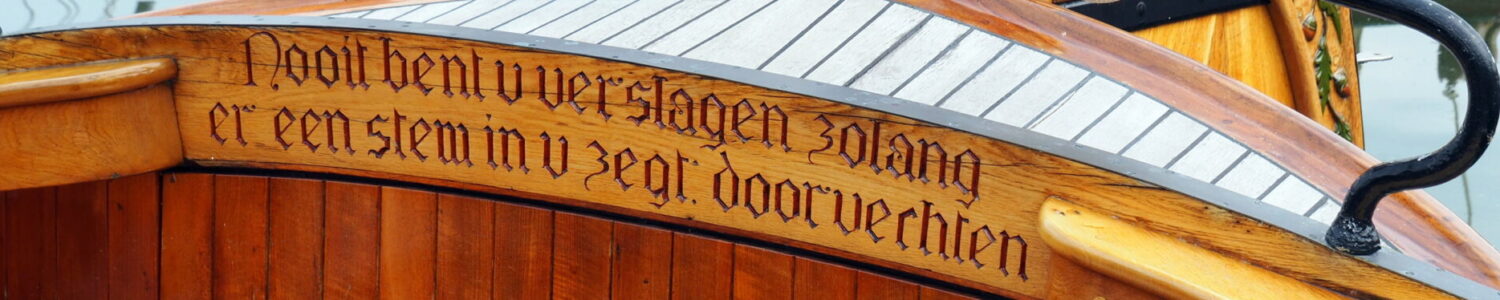 Nooit bent u verslagen zolang
er een stem in u zegt: doorvechten